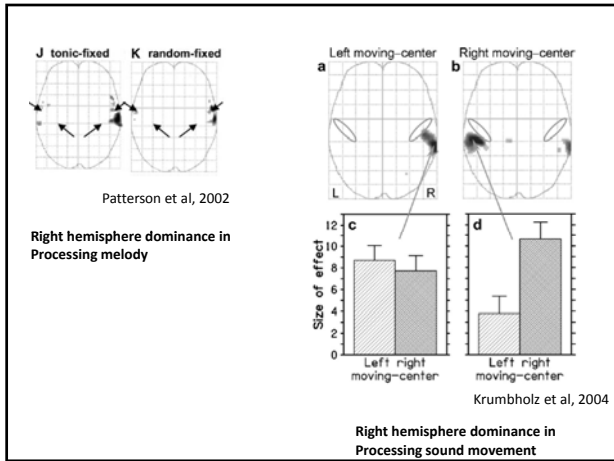 J tonic-fixed K random-fixed
Patterson et al, 2002
Right hemisphere dominance in
Processing melody
Left moving-center Right moving-center
a b
L R
c d
Size of effect
12
10
8
6
4
2
0
Left right Left right
moving-center moving-center
Krumbholz et al, 2004
Right hemisphere dominance in
Processing sound movement